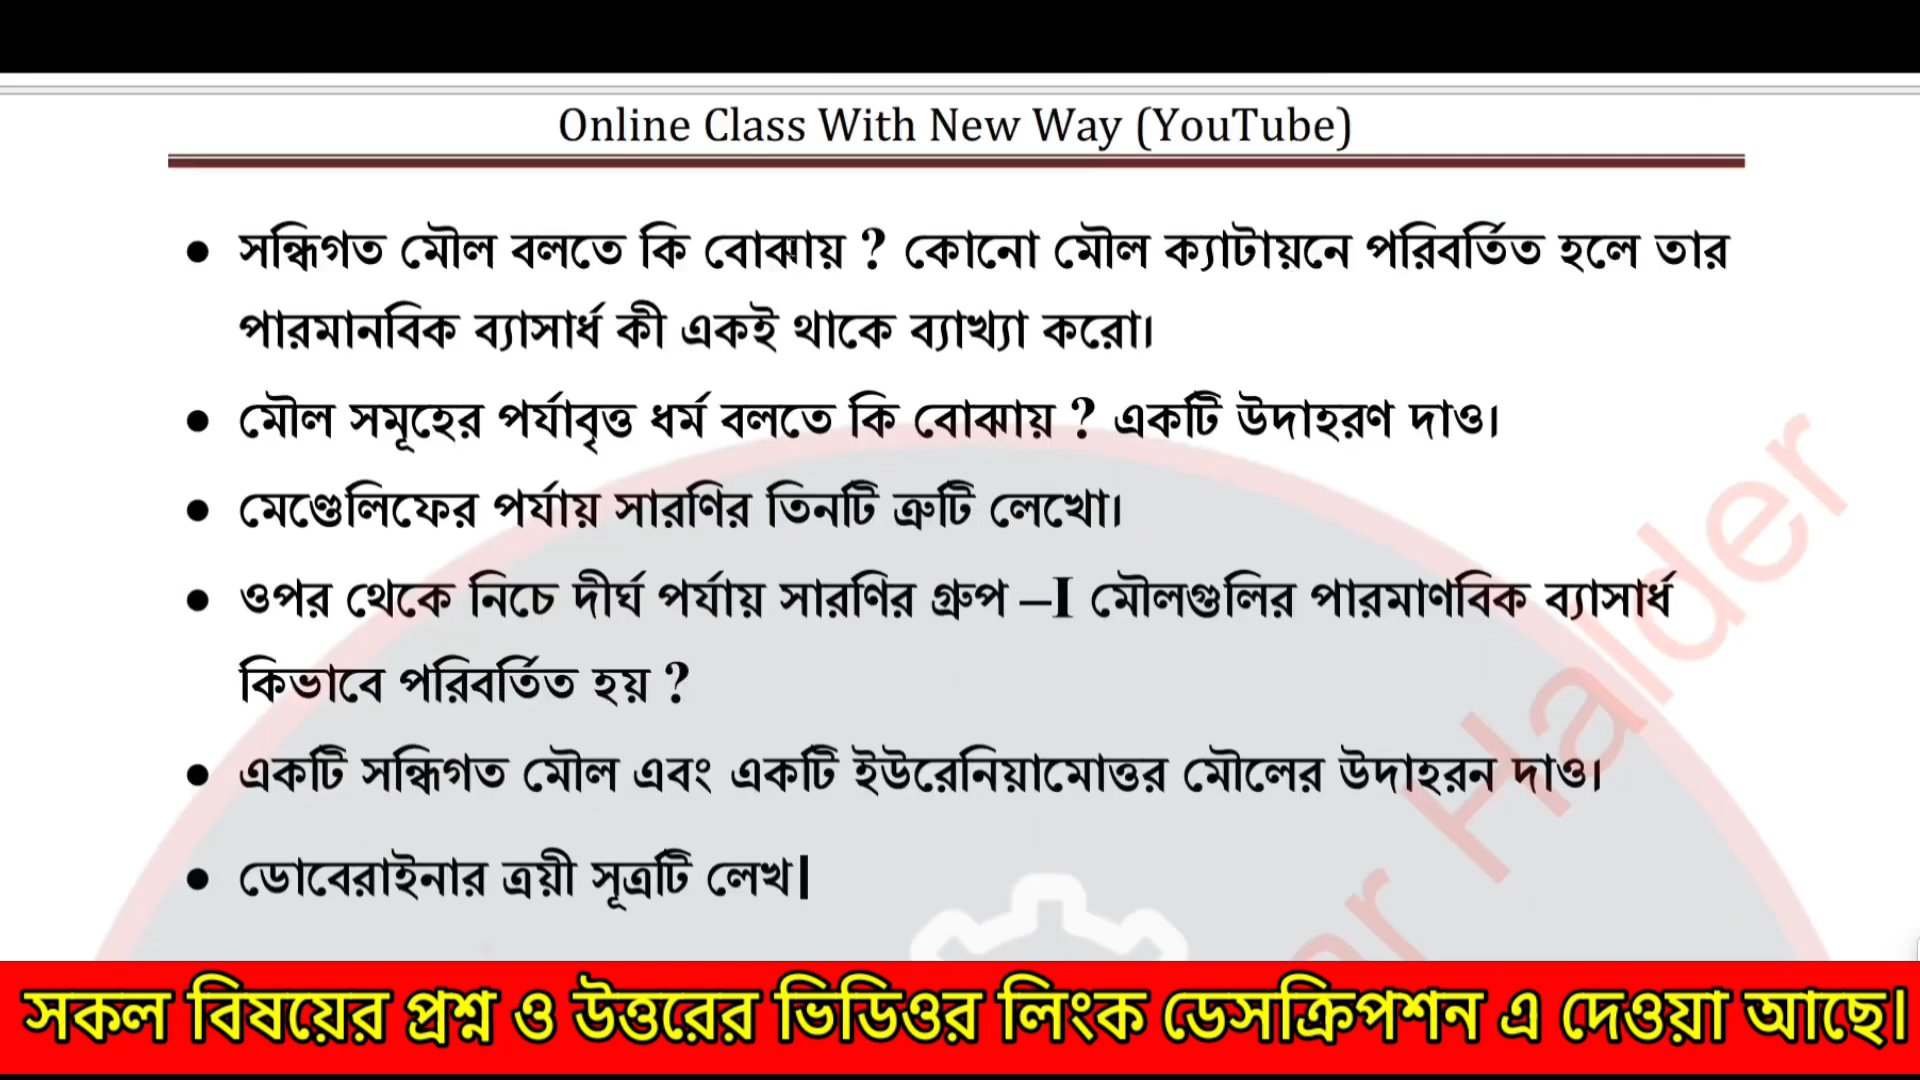 Online Class With New Way (YouTube)
● সন্ধিগত মৌল বলতে কি বোঝায় ? কোনো মৌল ক্যাটায়নে পরিবর্তিত হলে তার
পারমানবিক ব্যাসার্ধ কী একই থাকে ব্যাখ্যা করো।
● মৌল সমূহের পর্যাবৃত্ত ধর্ম বলতে কি বোঝায় ? একটি উদাহরণ দাও।
● মেণ্ডেলিফের পর্যায় সারণির তিনটি ত্রুটি লেখো।
● ওপর থেকে নিচে দীর্ঘ পর্যায় সারণির গ্রুপ –I মৌলগুলির পারমাণবিক ব্যাসার্ধ
কিভাবে পরিবর্তিত হয় ?
● একটি সন্ধিগত মৌল এবং একটি ইউরেনিয়ামোত্তর মৌলের উদাহরন দাও।
● ডোবেরাইনার ত্রয়ী সূত্রটি লেখ।
Halder
সকল বিষয়ের প্রশ্ন ও উত্তরের ভিডিওর লিংক ডেসক্রিপশন এ দেওয়া আছে।